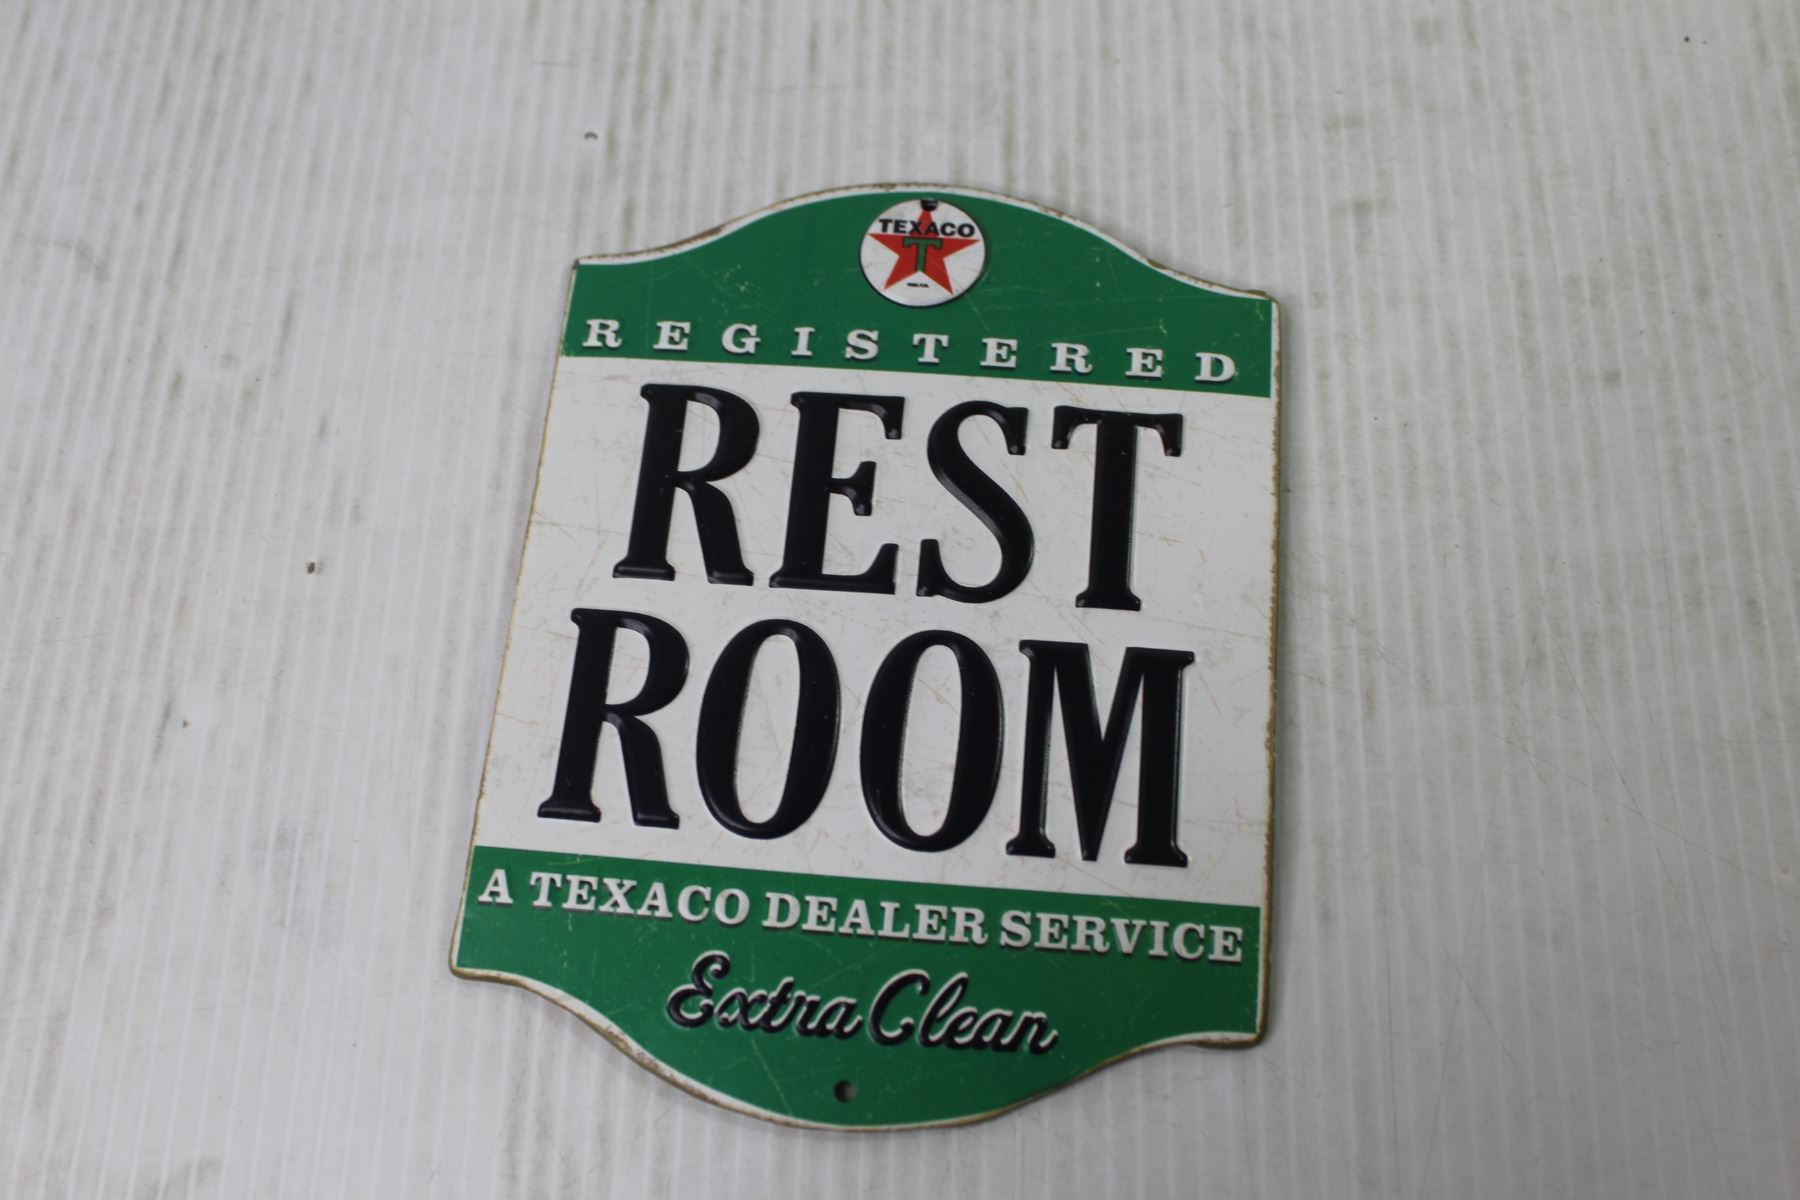 TEXACO
T
REGISTERED
REST
ROOM
A TEXACO DEALER SERVICE
Extra Clean